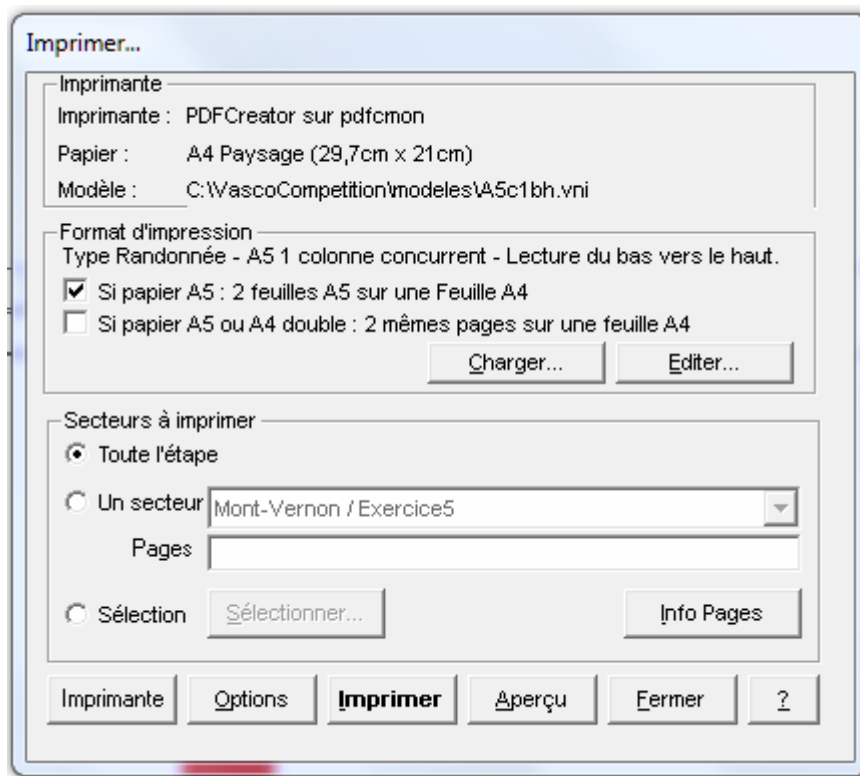 Imprimer...
Imprimante
Imprimante : PDFCreator sur pdfcmon
Papier : A4 Paysage (29,7cm x 21cm)
Modèle : C:\VascoCompetition\modeles\A5c1bh.vni
Format d'impression
Type Randonnée - A5 1 colonne concurrent - Lecture du bas vers le haut.
Si papier A5 : 2 feuilles A5 sur une Feuille A4
Si papier A5 ou A4 double : 2 mêmes pages sur une feuille A4
Charger... Editer...
Secteurs à imprimer
Toute l'étape
Un secteur Mont-Vernon / Exercice5
Pages
Sélection Sélectionner... Info Pages
Imprimante Options Imprimer Aperçu Fermer ?